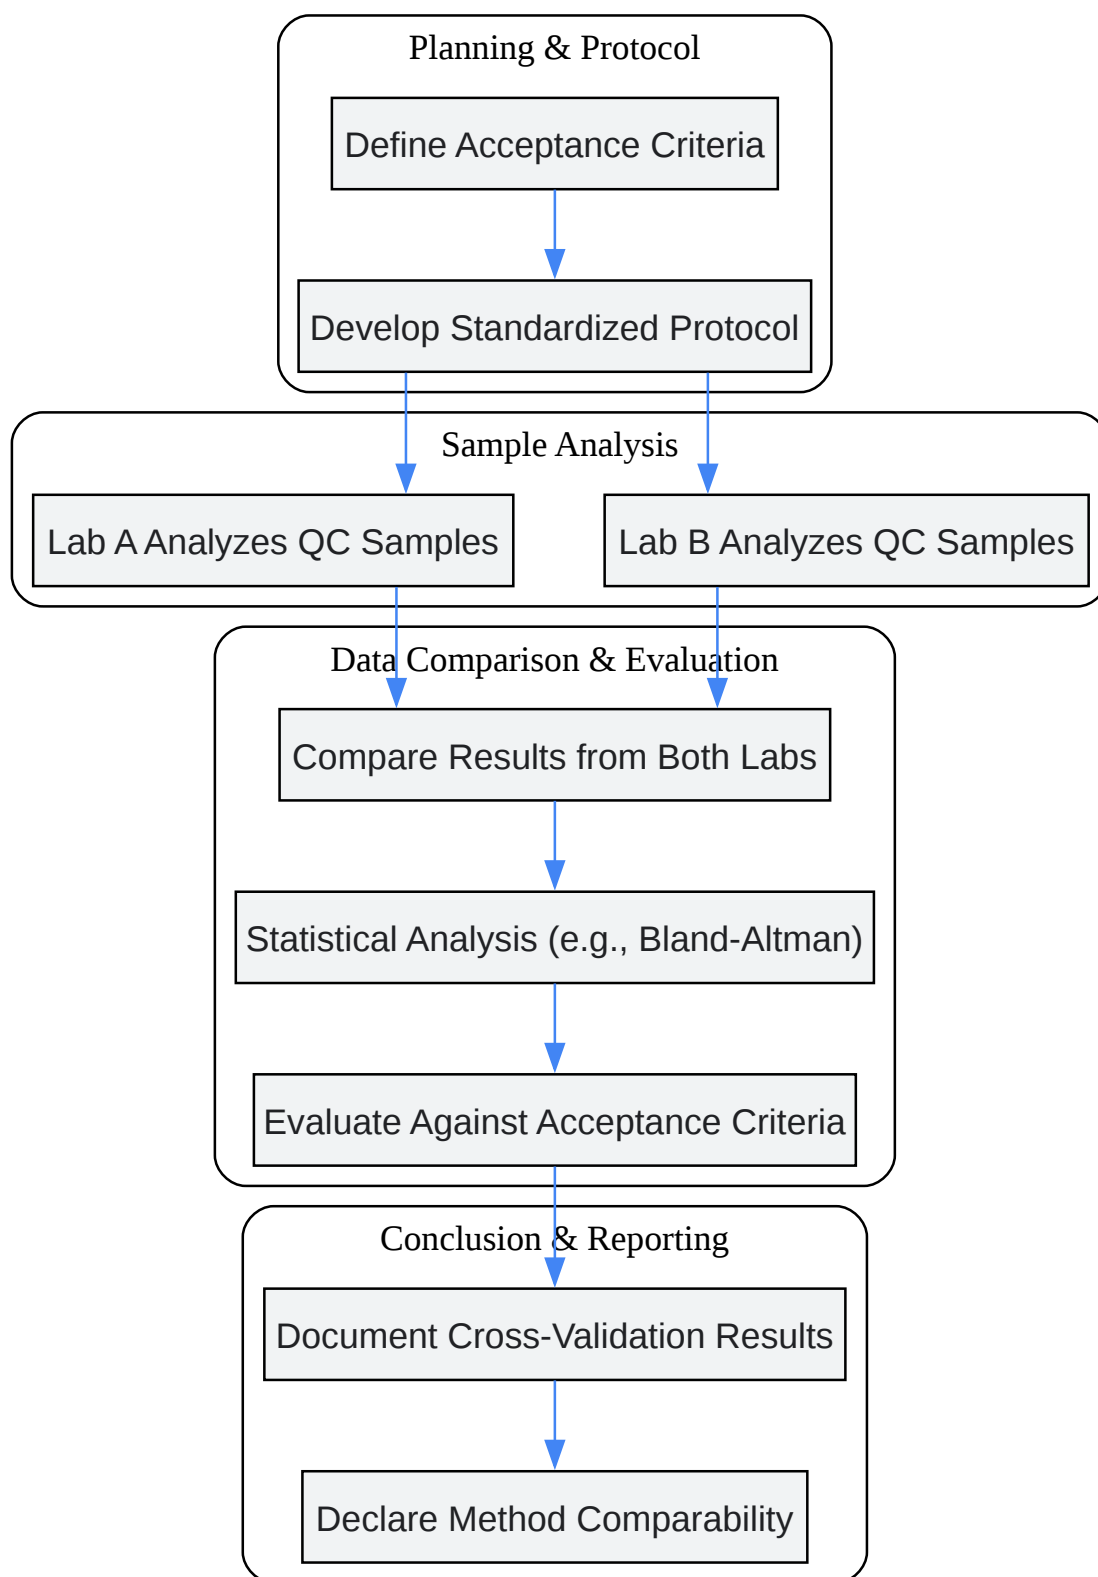 Planning & Protocol
Define Acceptance Criteria
Develop Standardized Protocol
Sample Analysis
Lab A Analyzes QC Samples
Lab B Analyzes QC Samples
Data Comparison & Evaluation
Compare Results from Both Labs
Statistical Analysis (e.g., Bland-Altman)
Evaluate Against Acceptance Criteria
Conclusion & Reporting
Document Cross-Validation Results
Declare Method Comparability